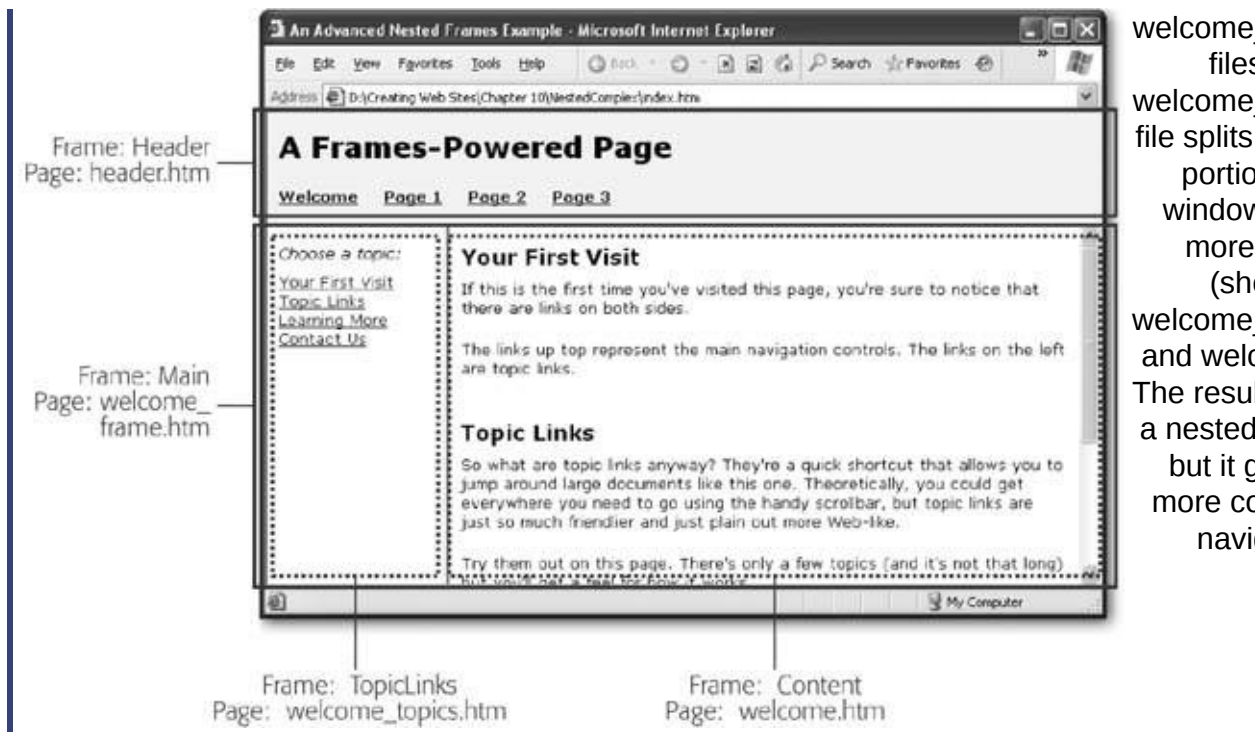 An Advanced Nested Frames Example - Microsoft Internet Explorer
File Edit View Favorites Tools Help Back Search Favorites »
Address D:\Creating Web Sites\Chapter 10\NestedComplex\index.htm
Frame: Header
Page: header.htm
A Frames-Powered Page
Welcome Page 1 Page 2 Page 3
Frame: Main
Page: welcome_
frame.htm
Choose a topic:
Your First Visit
Topic Links
Learning More
Contact Us
Your First Visit
If this is the first time you've visited this page, you're sure to notice that
there are links on both sides.
The links up top represent the main navigation controls. The links on the left
are topic links.
Topic Links
So what are topic links anyway? They're a quick shortcut that allows you to
jump around large documents like this one. Theoretically, you could get
everywhere you need to go using the handy scrollbar, but topic links are
just so much friendlier and just plain out more Web-like.
Try them out on this page. There's only a few topics (and it's not that long)
but you'll get a feel for how it works.
My Computer
Frame: TopicLinks
Page: welcome_topics.htm
Frame: Content
Page: welcome.htm
welcome_
files
welcome_
file splits
portio
window
more
(sho
welcome_
and welc
The resul
a nested
but it g
more co
navi